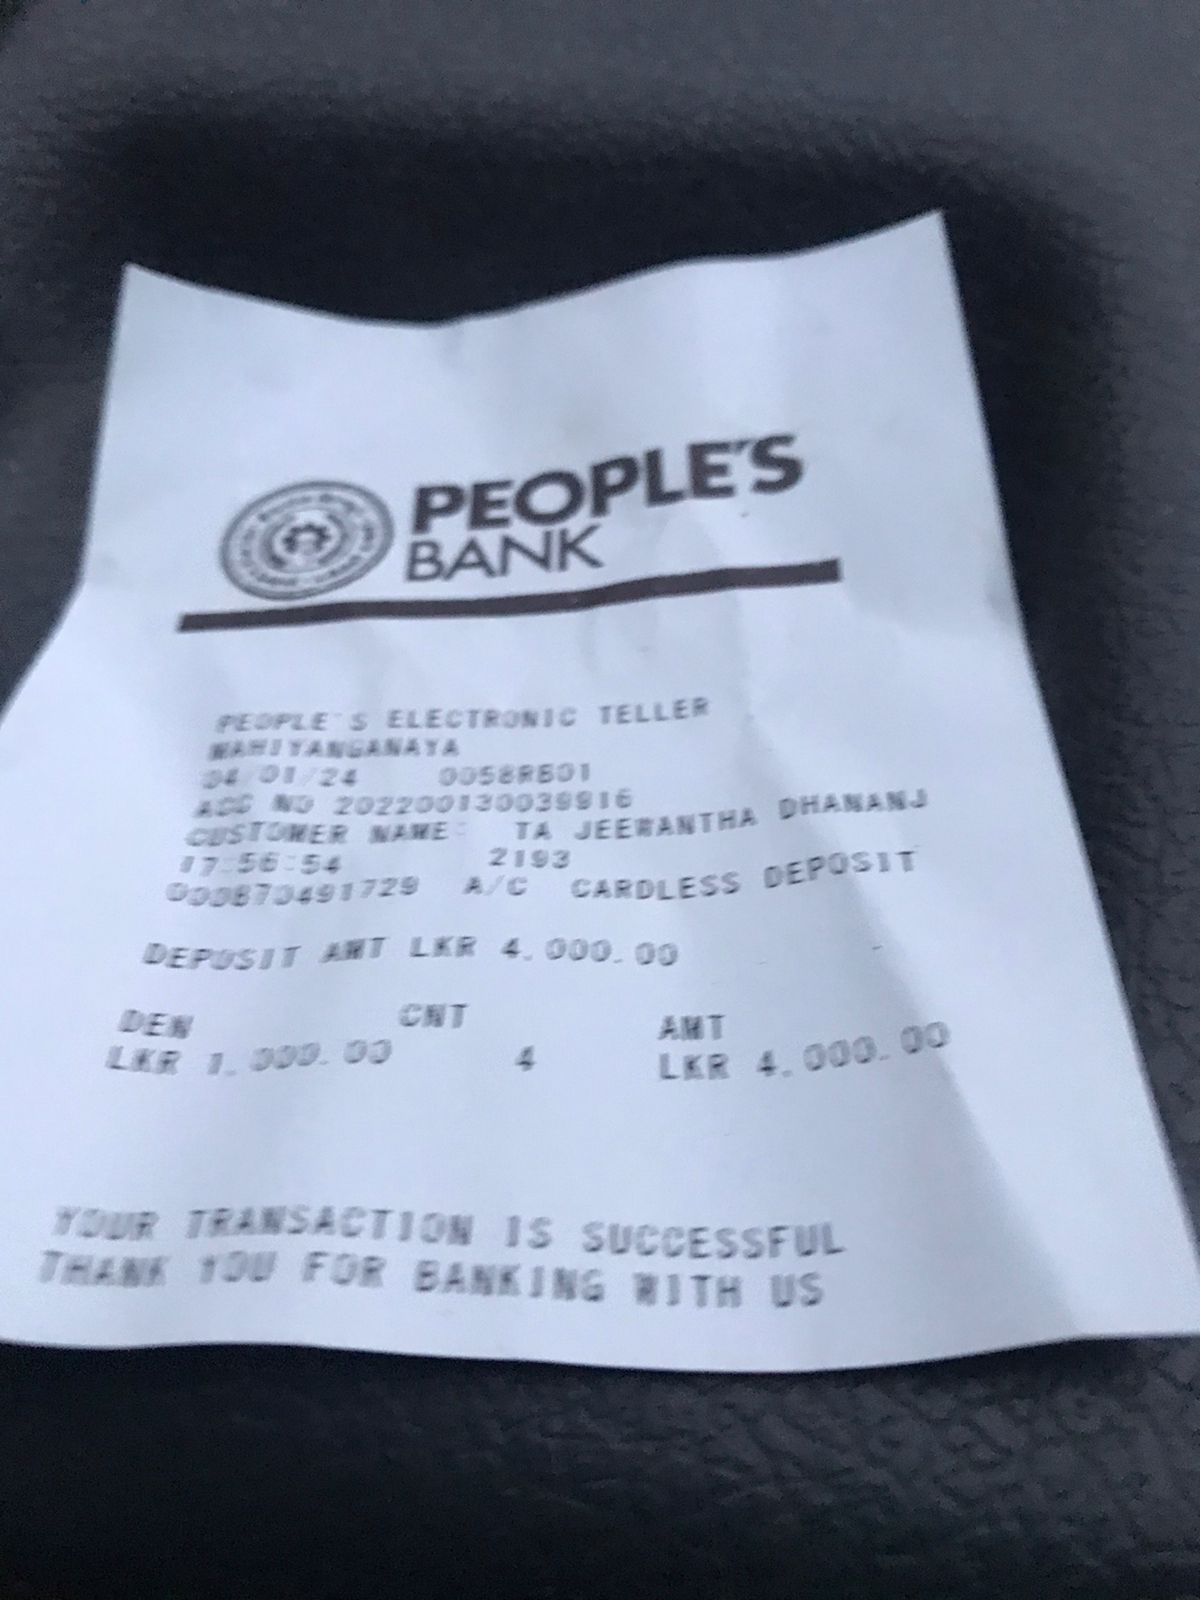 PEOPLE'S
BANK
PEOPLE'S ELECTRONIC TELLER
MAHIYANGANAYA
04/01/24 0058RB01
ACC NO 202200130039916
CUSTOMER NAME: TA JEEWANTHA DHANANJ
17:56:54 2193
000870491729 A/C CARDLESS DEPOSIT
DEPOSIT AMT LKR 4,000.00
DEN CNT AMT
LKR 1,000.00 4 LKR 4,000.00
YOUR TRANSACTION IS SUCCESSFUL
THANK YOU FOR BANKING WITH US